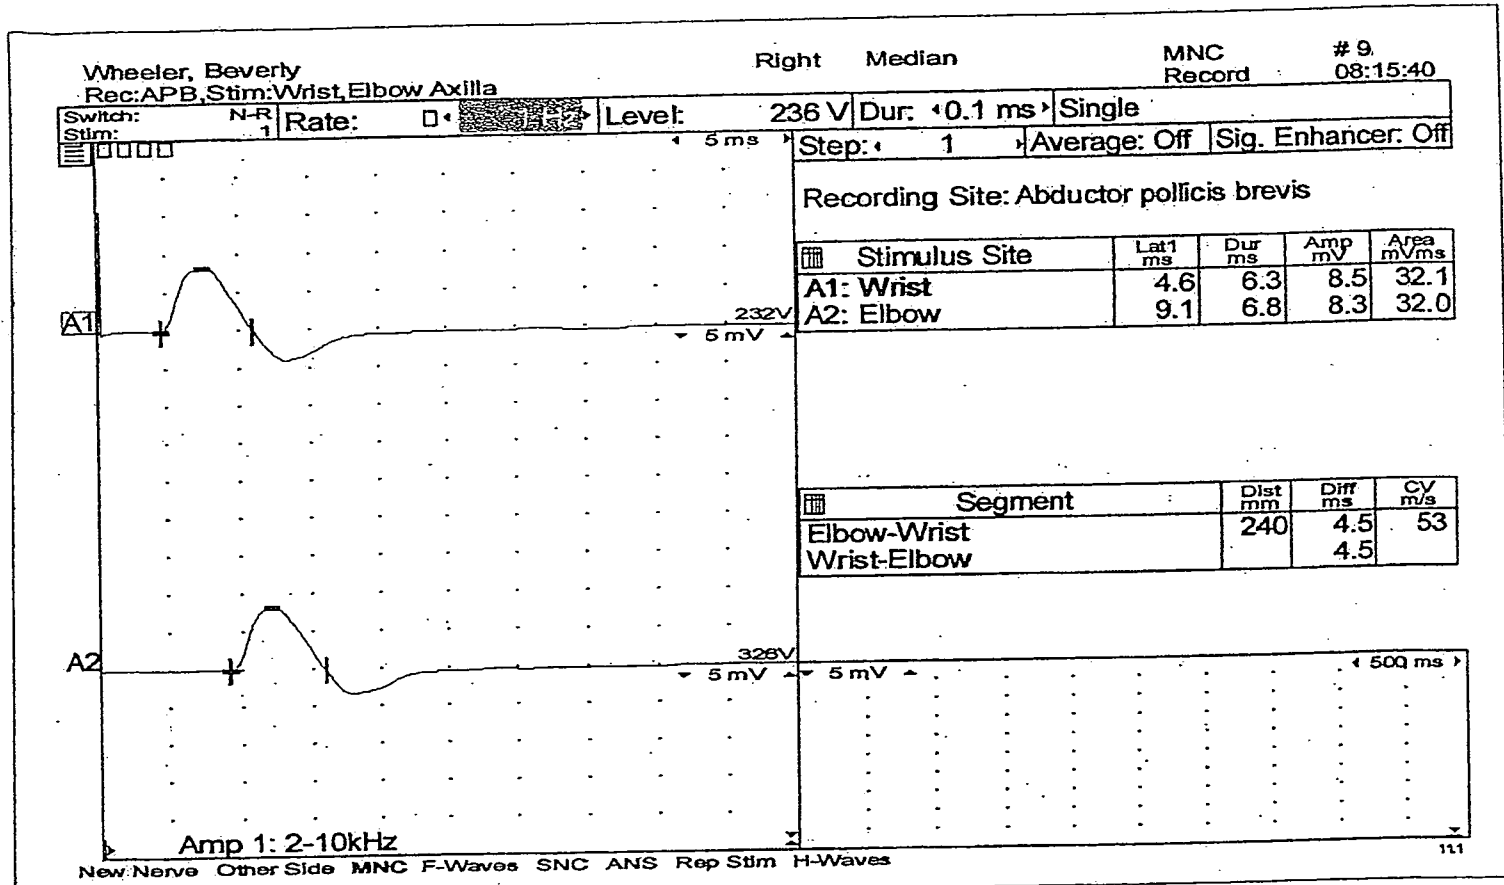 Wheeler, Beverly Right Median MNC # 9
Rec:APB,Stim:Wrist,Elbow Axilla Record 08:15:40
Switch: N-R Rate: Level: 236 V Dur: 0.1 ms Single
Stim: 1
5 ms Step: 1 Average: Off Sig. Enhancer: Off
Recording Site: Abductor pollicis brevis
Stimulus Site Lat1 ms Dur ms Amp mV Area mVms
A1: Wrist 4.6 6.3 8.5 32.1
A2: Elbow 9.1 6.8 8.3 32.0
A1 232V
5 mV
Segment Dist mm Diff ms CV m/s
Elbow-Wrist 240 4.5 53
Wrist-Elbow 4.5
A2 328V
5 mV 5 mV 500 ms
Amp 1: 2-10kHz
New Nerve Other Side MNC F-Waves SNC ANS Rep Stim H-Waves
11.1